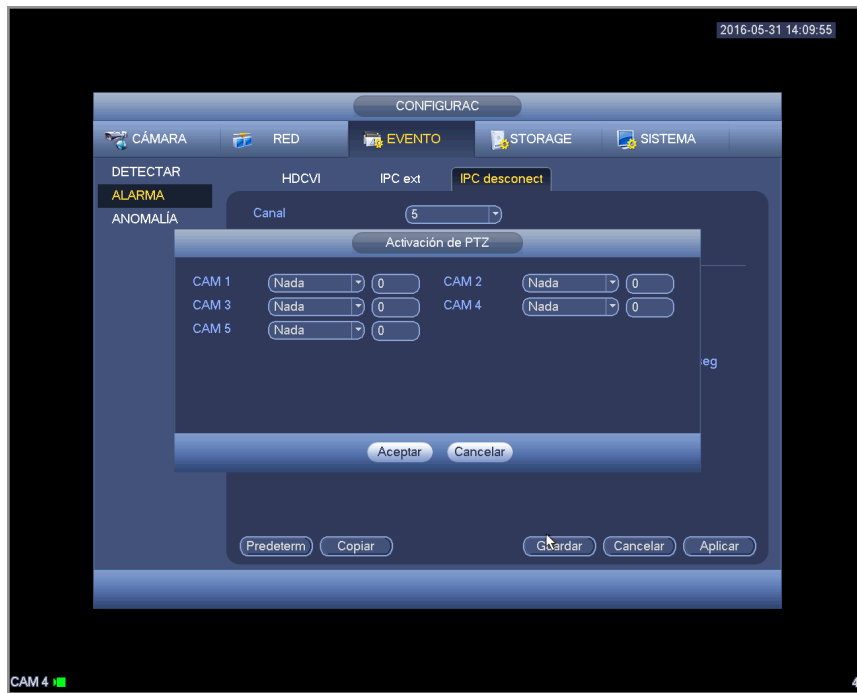 2016-05-31 14:09:55
CONFIGURAC
CÁMARA RED EVENTO STORAGE SISTEMA
DETECTAR
ALARMA
ANOMALÍA
HDCVI IPC ext IPC desconect
Canal 5
Activación de PTZ
CAM 1 Nada 0 CAM 2 Nada 0
CAM 3 Nada 0 CAM 4 Nada 0
CAM 5 Nada 0
seg
Aceptar Cancelar
Predeterm Copiar Guardar Cancelar Aplicar
CAM 4 4